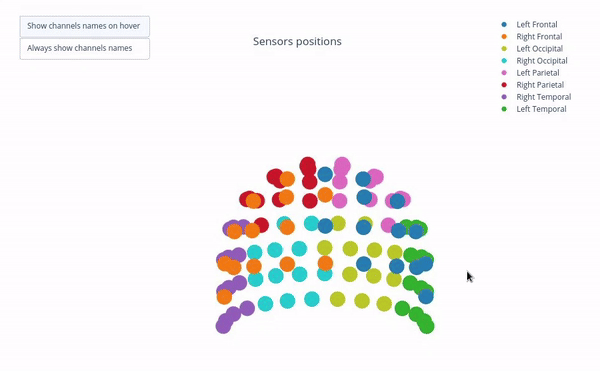 Show channels names on hover
Always show channels names
Sensors positions
Left Frontal
Right Frontal
Left Occipital
Right Occipital
Left Parietal
Right Parietal
Right Temporal
Left Temporal